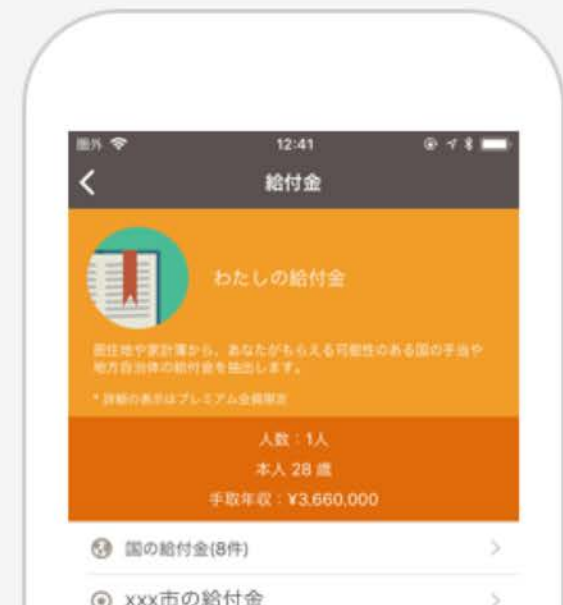 圏外 12:41
給付金
わたしの給付金
居住地や家計簿から、あなたがもらえる可能性のある国の手当や
地方自治体の給付金を抽出します。
* 詳細の表示はプレミアム会員限定
人数：1人
本人 28 歳
手取年収：¥3,660,000
国の給付金(8件)
xxx市の給付金